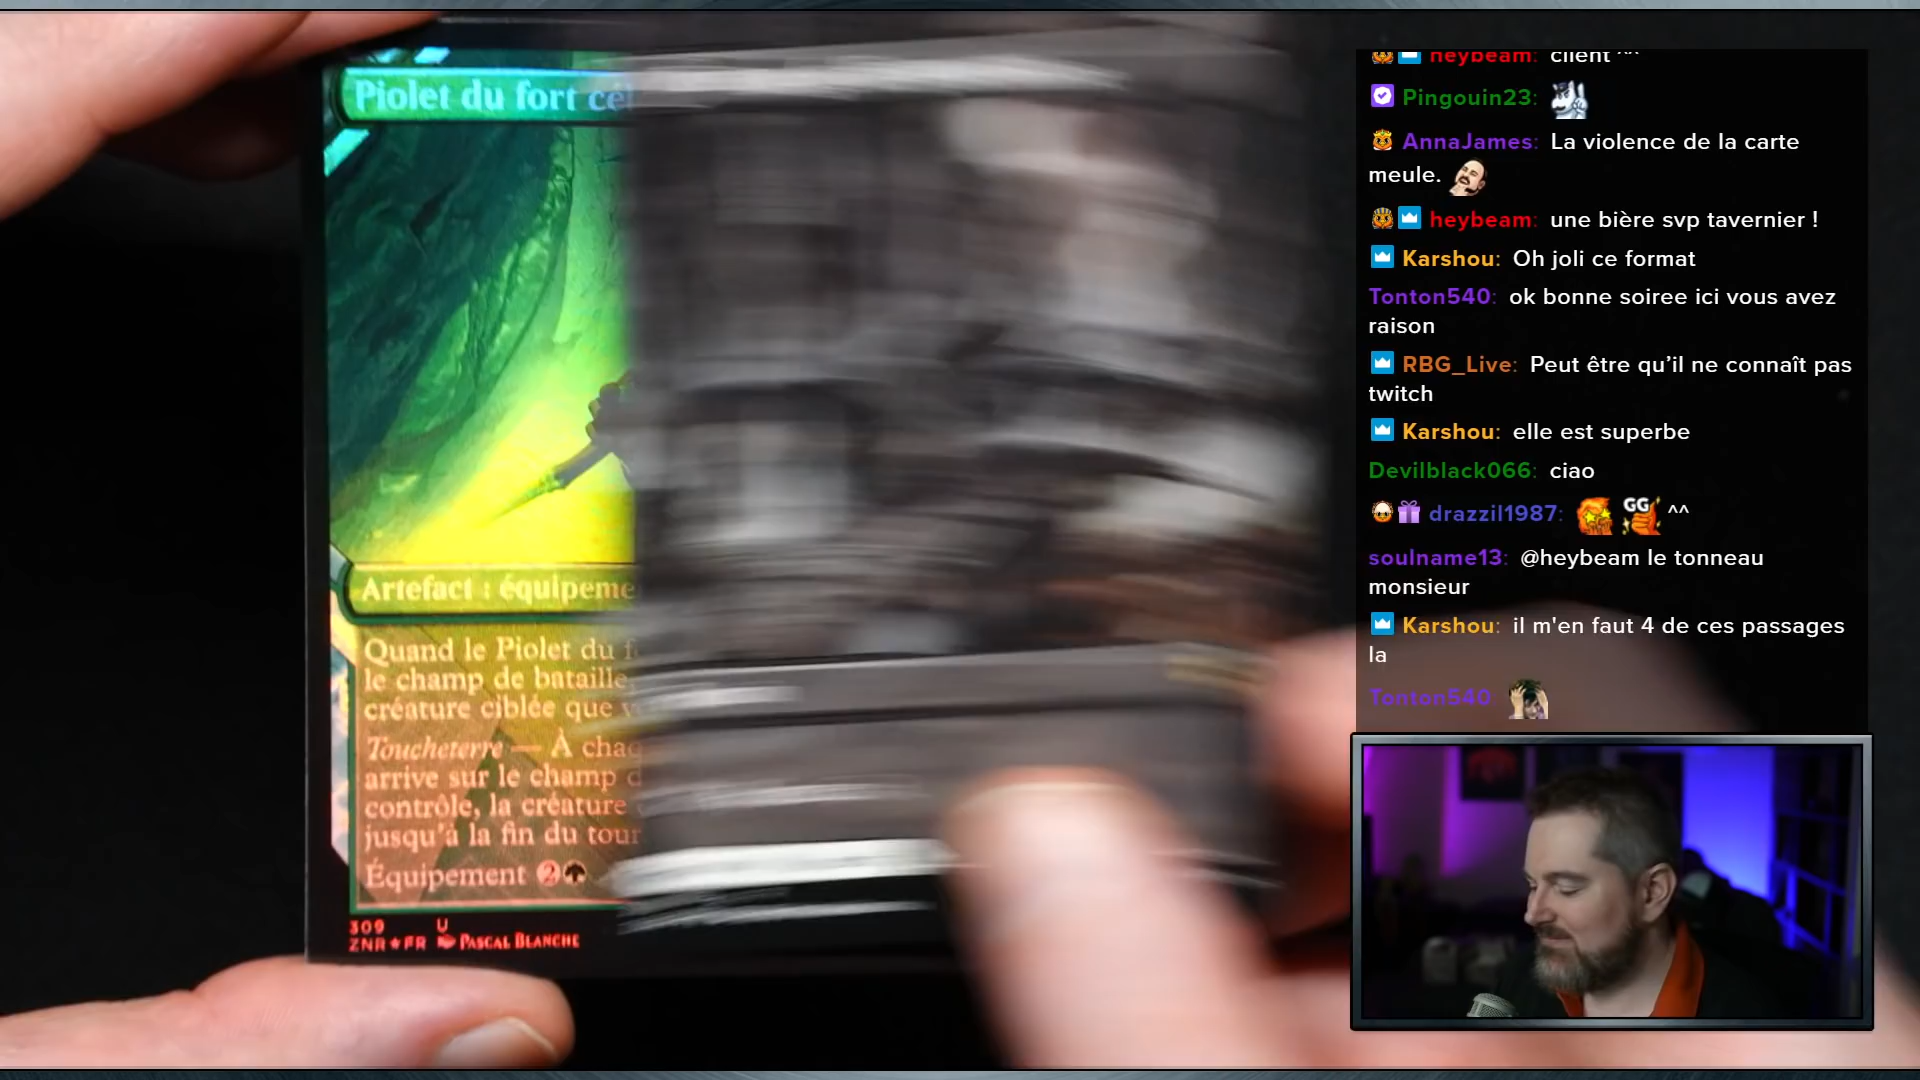 Piolet du fort
Artefact : équipeme
Quand le Piolet du
le champ de bataille,
créature ciblée que
Toucheterre — À chaq
arrive sur le champ
contrôle, la créature
jusqu'à la fin du tour
Équipement 2
309 U
ZNR★FR PASCAL BLANCHE
heybeam: client ^^
Pingouin23:
AnnaJames: La violence de la carte
meule.
heybeam: une bière svp tavernier !
Karshou: Oh joli ce format
Tonton540: ok bonne soiree ici vous avez
raison
RBG_Live: Peut être qu’il ne connaît pas
twitch
Karshou: elle est superbe
Devilblack066: ciao
drazzil1987: GG ^^
soulname13: @heybeam le tonneau
monsieur
Karshou: il m'en faut 4 de ces passages
la
Tonton540